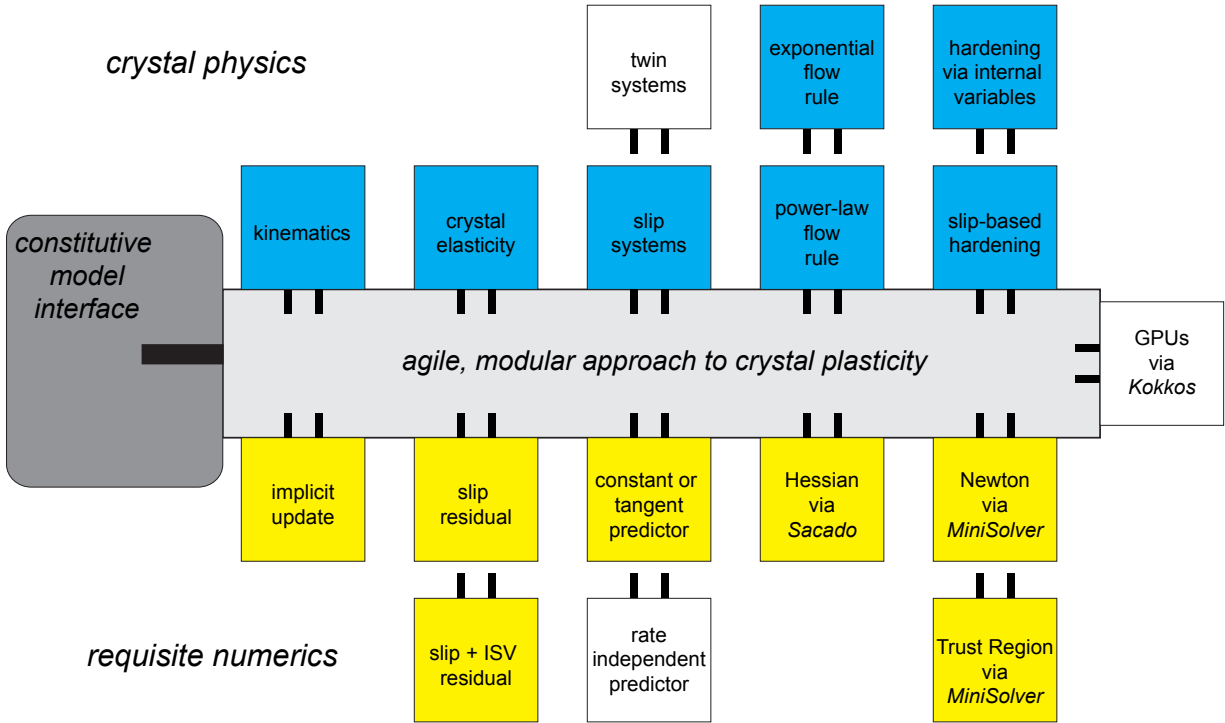 crystal physics
twin
systems
exponential
flow
rule
hardening
via internal
variables
kinematics
crystal
elasticity
slip
systems
power-law
flow
rule
slip-based
hardening
constitutive
model
interface
agile, modular approach to crystal plasticity
GPUs
via
Kokkos
implicit
update
slip
residual
constant or
tangent
predictor
Hessian
via
Sacado
Newton
via
MiniSolver
requisite numerics
slip + ISV
residual
rate
independent
predictor
Trust Region
via
MiniSolver